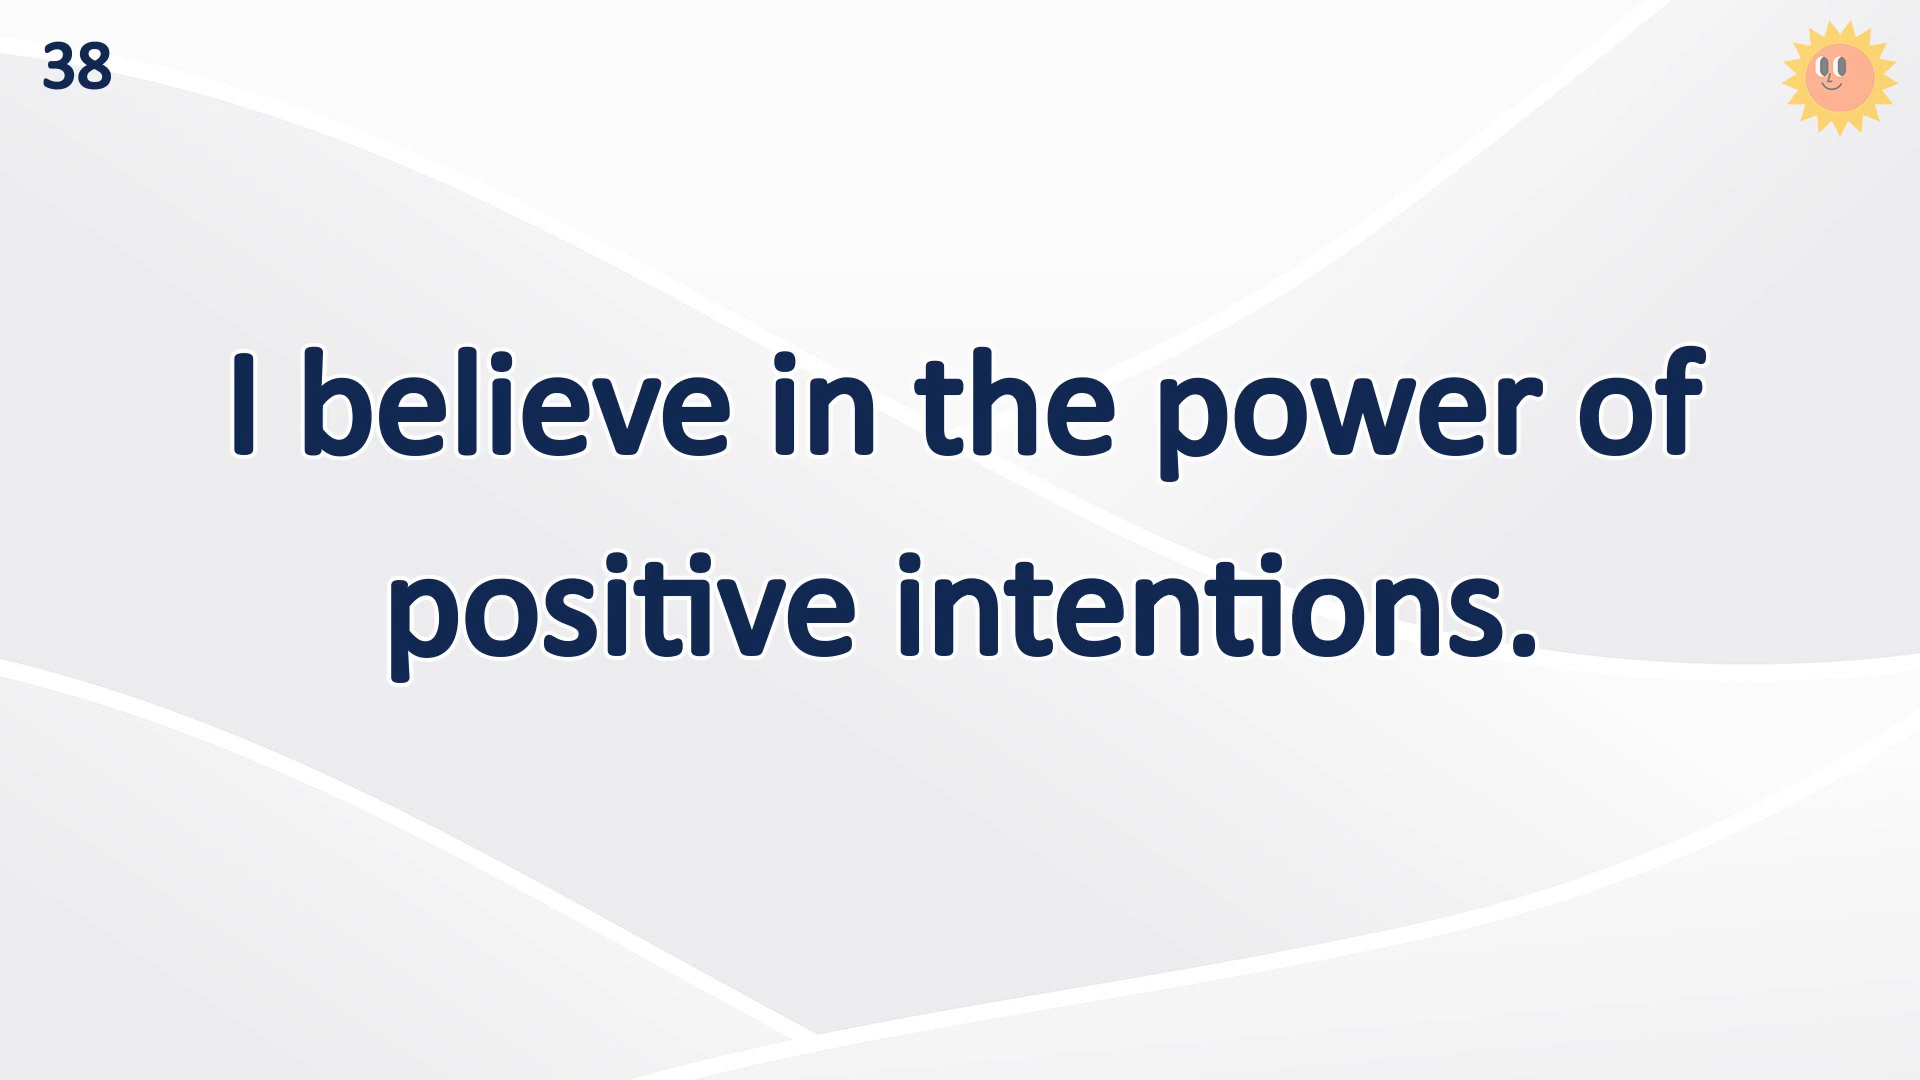 38
I believe in the power of
positive intentions.